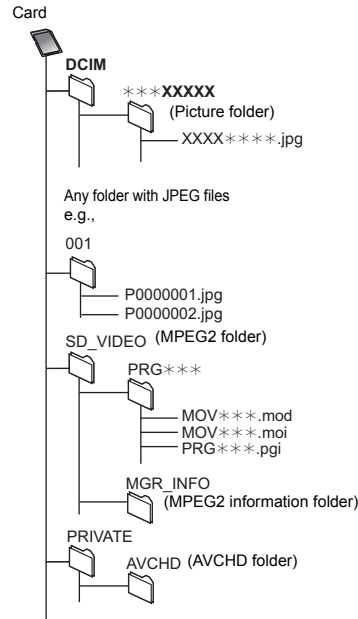 Card
DCIM
∗∗∗XXXXX
(Picture folder)
XXXX∗∗∗∗.jpg
Any folder with JPEG files
e.g.,
001
P0000001.jpg
P0000002.jpg
SD_VIDEO (MPEG2 folder)
PRG∗∗∗
MOV∗∗∗.mod
MOV∗∗∗.moi
PRG∗∗∗.pgi
MGR_INFO
(MPEG2 information folder)
PRIVATE
AVCHD (AVCHD folder)